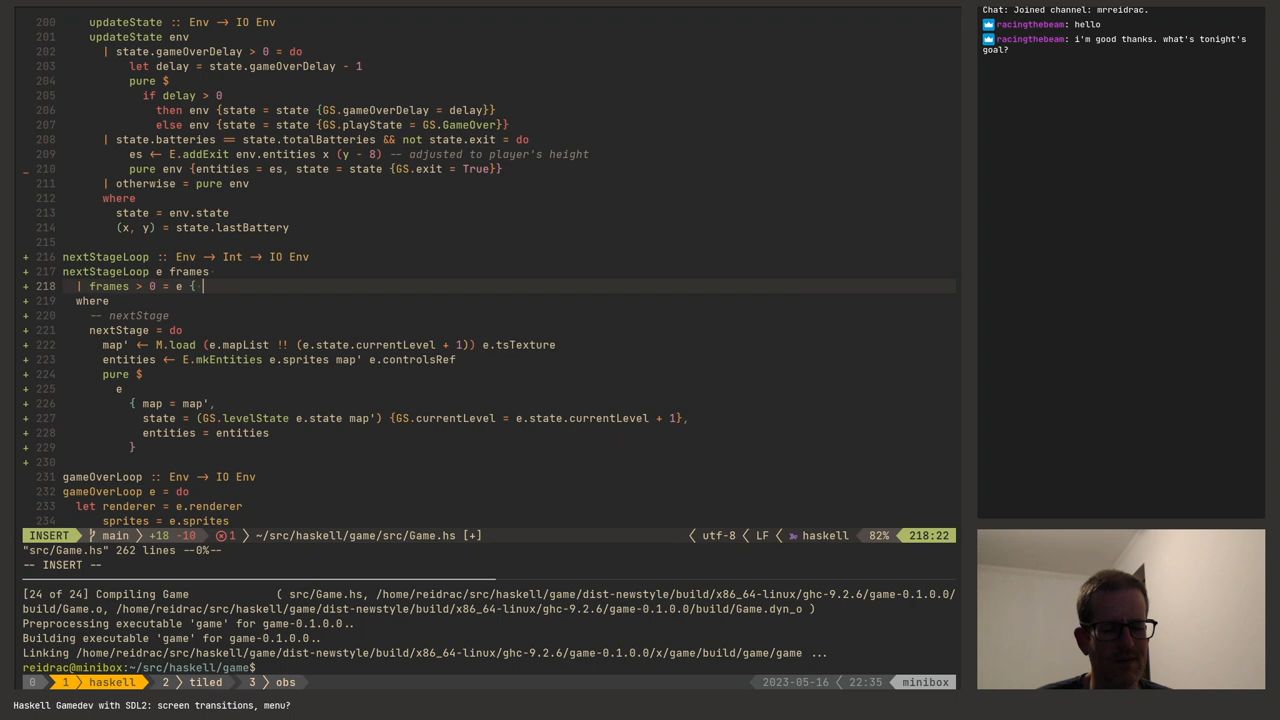 200 updateState :: Env → IO Env
201 updateState env
202 | state.gameOverDelay > 0 = do
203 let delay = state.gameOverDelay - 1
204 pure $
205 if delay > 0
206 then env {state = state {GS.gameOverDelay = delay}}
207 else env {state = state {GS.playState = GS.GameOver}}
208 | state.batteries == state.totalBatteries && not state.exit = do
209 es ← E.addExit env.entities x (y - 8) -- adjusted to player's height
_ 210 pure env {entities = es, state = state {GS.exit = True}}
211 | otherwise = pure env
212 where
213 state = env.state
214 (x, y) = state.lastBattery
215
+ 216 nextStageLoop :: Env → Int → IO Env
+ 217 nextStageLoop e frames·
+ 218 | frames > 0 = e {·
+ 219 where
+ 220 -- nextStage
+ 221 nextStage = do
+ 222 map' ← M.load (e.mapList !! (e.state.currentLevel + 1)) e.tsTexture
+ 223 entities ← E.mkEntities e.sprites map' e.controlsRef
+ 224 pure $
+ 225 e
+ 226 { map = map',
+ 227 state = (GS.levelState e.state map') {GS.currentLevel = e.state.currentLevel + 1},
+ 228 entities = entities
+ 229 }
+ 230
231 gameOverLoop :: Env → IO Env
232 gameOverLoop e = do
233 let renderer = e.renderer
234 sprites = e.sprites
INSERT main +18 -10 1 ~/src/haskell/game/src/Game.hs [+] utf-8 LF haskell 82% 218:22
"src/Game.hs" 262 lines --0%--
-- INSERT --
[24 of 24] Compiling Game ( src/Game.hs, /home/reidrac/src/haskell/game/dist-newstyle/build/x86_64-linux/ghc-9.2.6/game-0.1.0.0/
build/Game.o, /home/reidrac/src/haskell/game/dist-newstyle/build/x86_64-linux/ghc-9.2.6/game-0.1.0.0/build/Game.dyn_o )
Preprocessing executable 'game' for game-0.1.0.0..
Building executable 'game' for game-0.1.0.0..
Linking /home/reidrac/src/haskell/game/dist-newstyle/build/x86_64-linux/ghc-9.2.6/game-0.1.0.0/x/game/build/game/game ...
reidrac@minibox:~/src/haskell/game$
0 1 haskell 2 tiled 3 obs 2023-05-16 22:35 minibox
Haskell Gamedev with SDL2: screen transitions, menu?
Chat: Joined channel: mrreidrac.
racingthebeam: hello
racingthebeam: i'm good thanks. what's tonight's
goal?